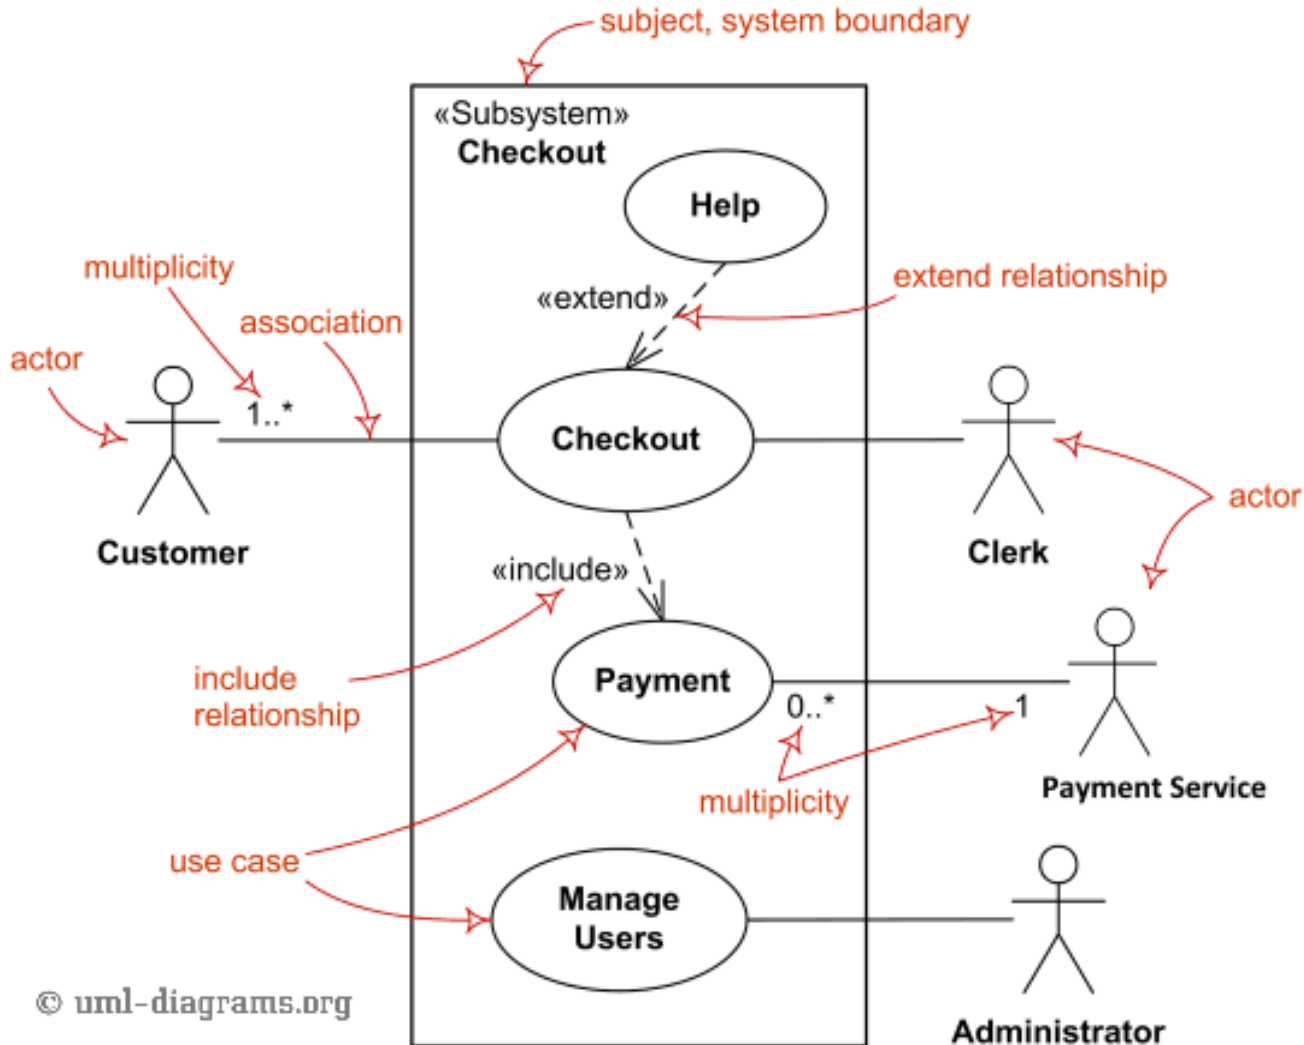 subject, system boundary
«Subsystem»
Checkout
Help
multiplicity
«extend»
extend relationship
association
actor
1..*
Checkout
actor
Customer
Clerk
«include»
include
relationship
Payment
0..*
1
Payment Service
multiplicity
use case
Manage
Users
© uml-diagrams.org
Administrator